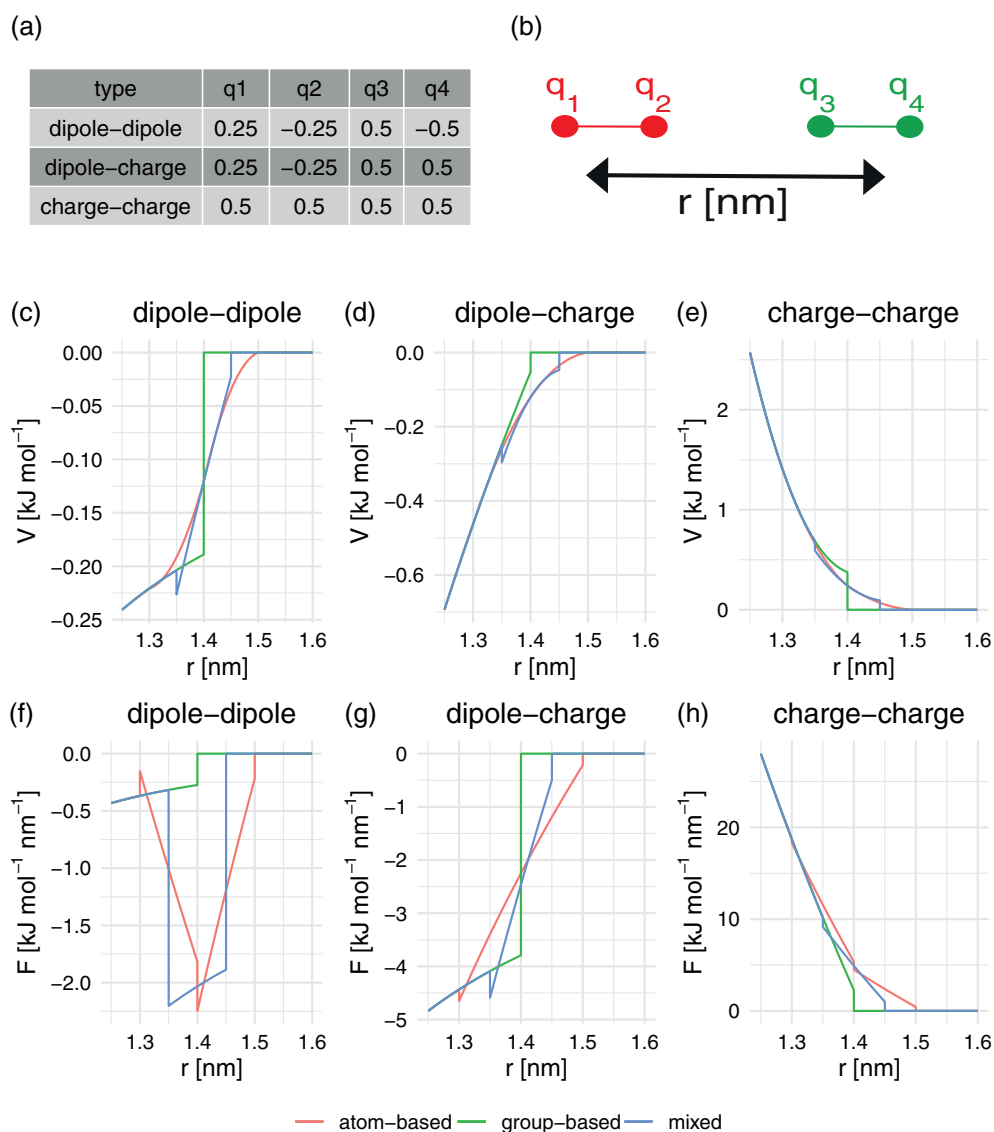 (a)
type q1 q2 q3 q4
dipole−dipole 0.25 −0.25 0.5 −0.5
dipole−charge 0.25 −0.25 0.5 0.5
charge−charge 0.5 0.5 0.5 0.5
(b)
q1 q2 q3 q4
r [nm]
(c) dipole−dipole
V [kJ mol−1]
0.00
−0.05
−0.10
−0.15
−0.20
−0.25
1.3 1.4 1.5 1.6
r [nm]
(d) dipole−charge
V [kJ mol−1]
0.0
−0.2
−0.4
−0.6
1.3 1.4 1.5 1.6
r [nm]
(e) charge−charge
V [kJ mol−1]
2
1
0
1.3 1.4 1.5 1.6
r [nm]
(f) dipole−dipole
F [kJ mol−1 nm−1]
0.0
−0.5
−1.0
−1.5
−2.0
1.3 1.4 1.5 1.6
r [nm]
(g) dipole−charge
F [kJ mol−1 nm−1]
0
−1
−2
−3
−4
−5
1.3 1.4 1.5 1.6
r [nm]
(h) charge−charge
F [kJ mol−1 nm−1]
20
10
0
1.3 1.4 1.5 1.6
r [nm]
atom−based group−based mixed